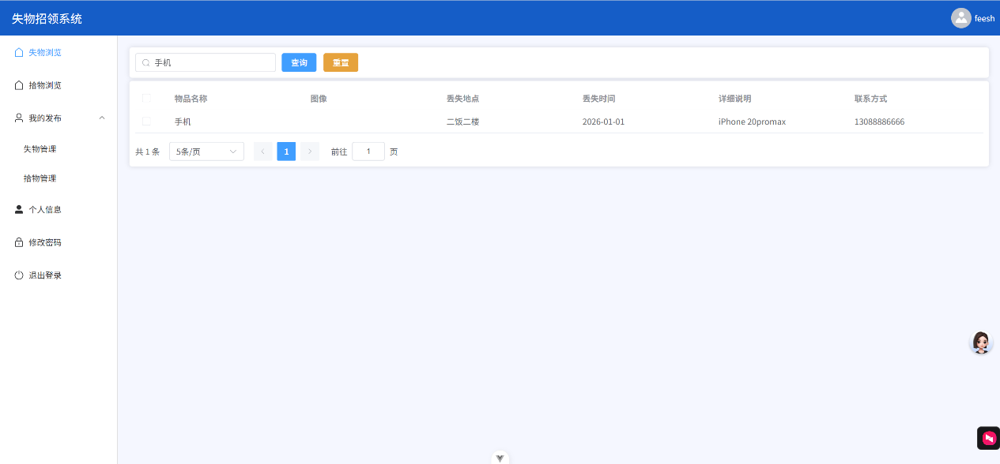 失物招领系统
feesh
失物浏览
拾物浏览
我的发布
失物管理
拾物管理
个人信息
修改密码
退出登录
手机 查询 重置
物品名称 图像 丢失地点 丢失时间 详细说明 联系方式
手机 二饭二楼 2026-01-01 iPhone 20promax 13088886666
共 1 条 5条/页 1 前往 1 页